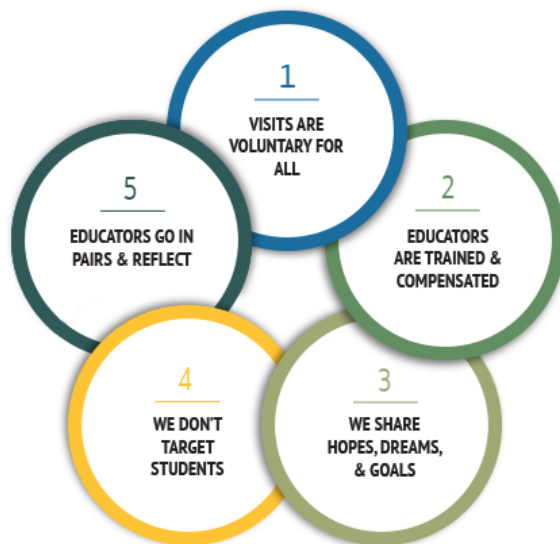 1
VISITS ARE
VOLUNTARY FOR
ALL
2
EDUCATORS
ARE TRAINED &
COMPENSATED
3
WE SHARE
HOPES, DREAMS,
& GOALS
4
WE DON'T
TARGET
STUDENTS
5
EDUCATORS GO IN
PAIRS & REFLECT